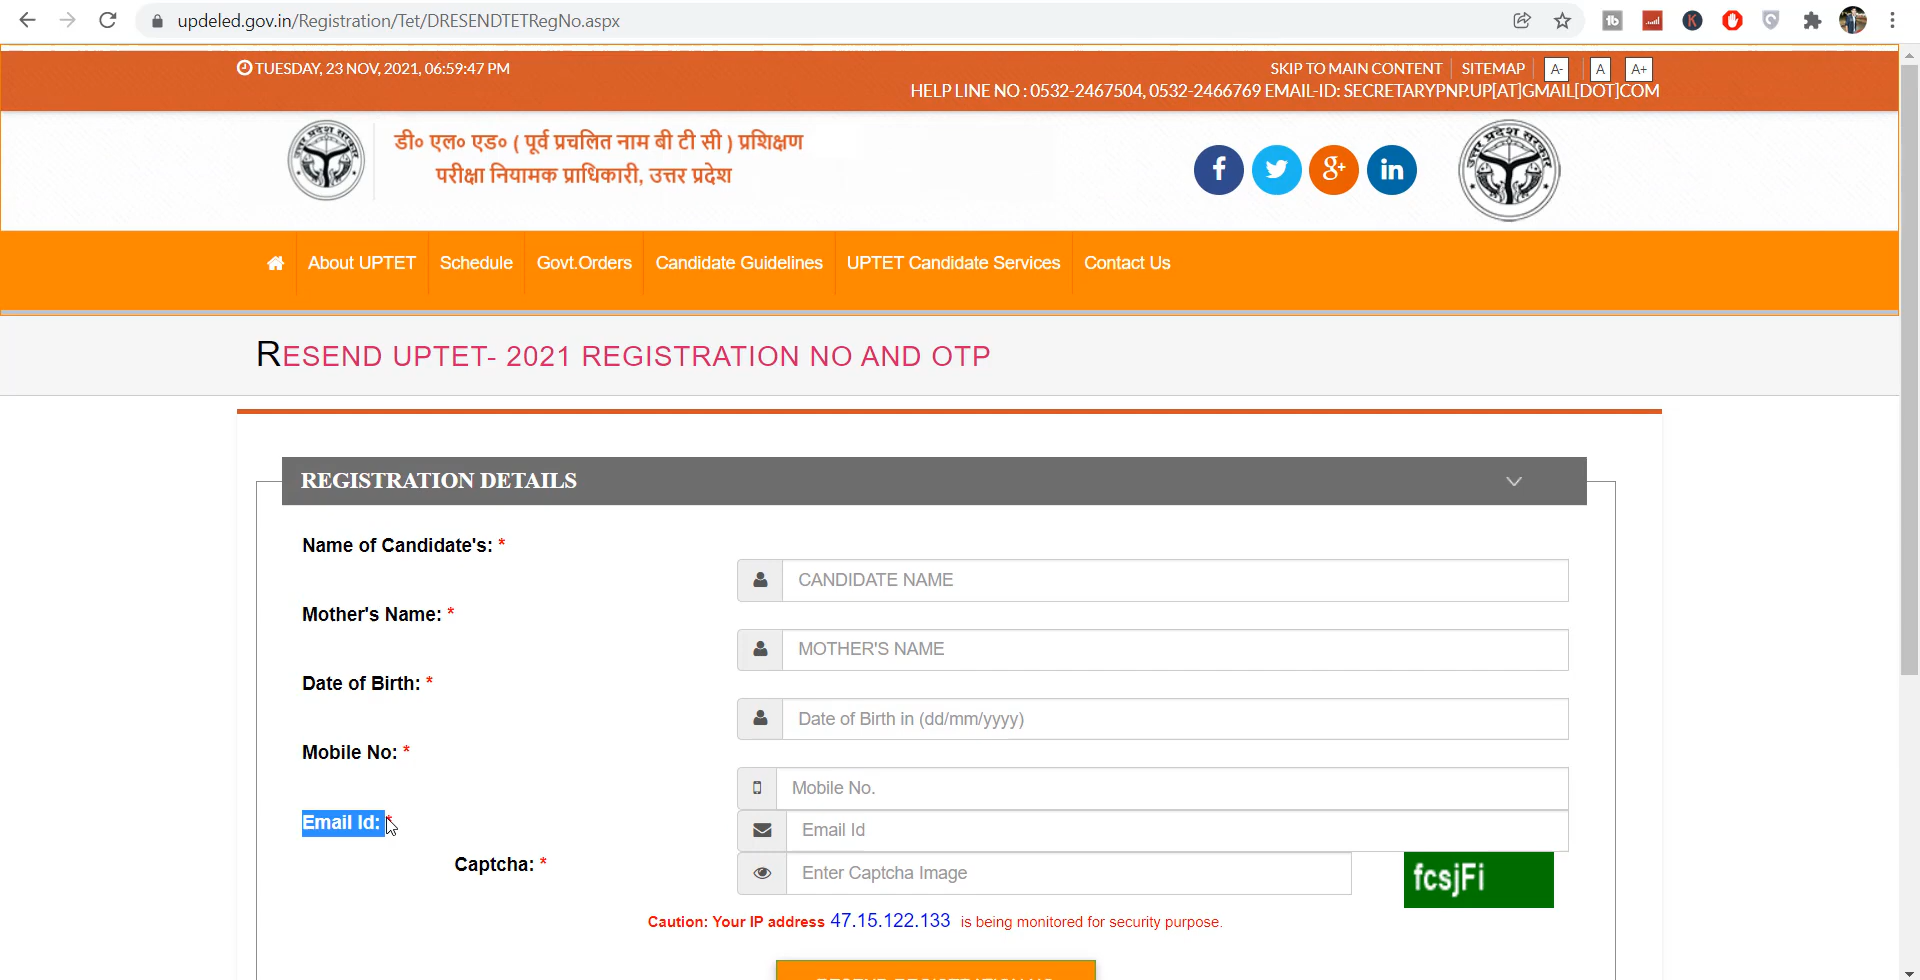 updeled.gov.in/Registration/Tet/DRESENDTETRegNo.aspx
TUESDAY, 23 NOV, 2021, 06:59:47 PM
SKIP TO MAIN CONTENT SITEMAP A- A A+
HELP LINE NO : 0532-2467504, 0532-2466769 EMAIL-ID: SECRETARYPNP.UP[AT]GMAIL[DOT]COM
डी० एल० एड० ( पूर्व प्रचलित नाम बी टी सी ) प्रशिक्षण
परीक्षा नियामक प्राधिकारी, उत्तर प्रदेश
About UPTET Schedule Govt.Orders Candidate Guidelines UPTET Candidate Services Contact Us
RESEND UPTET- 2021 REGISTRATION NO AND OTP
REGISTRATION DETAILS
Name of Candidate's: *
CANDIDATE NAME
Mother's Name: *
MOTHER'S NAME
Date of Birth: *
Date of Birth in (dd/mm/yyyy)
Mobile No: *
Mobile No.
Email Id: *
Email Id
Captcha: *
Enter Captcha Image
fcsjFi
Caution: Your IP address 47.15.122.133 is being monitored for security purpose.